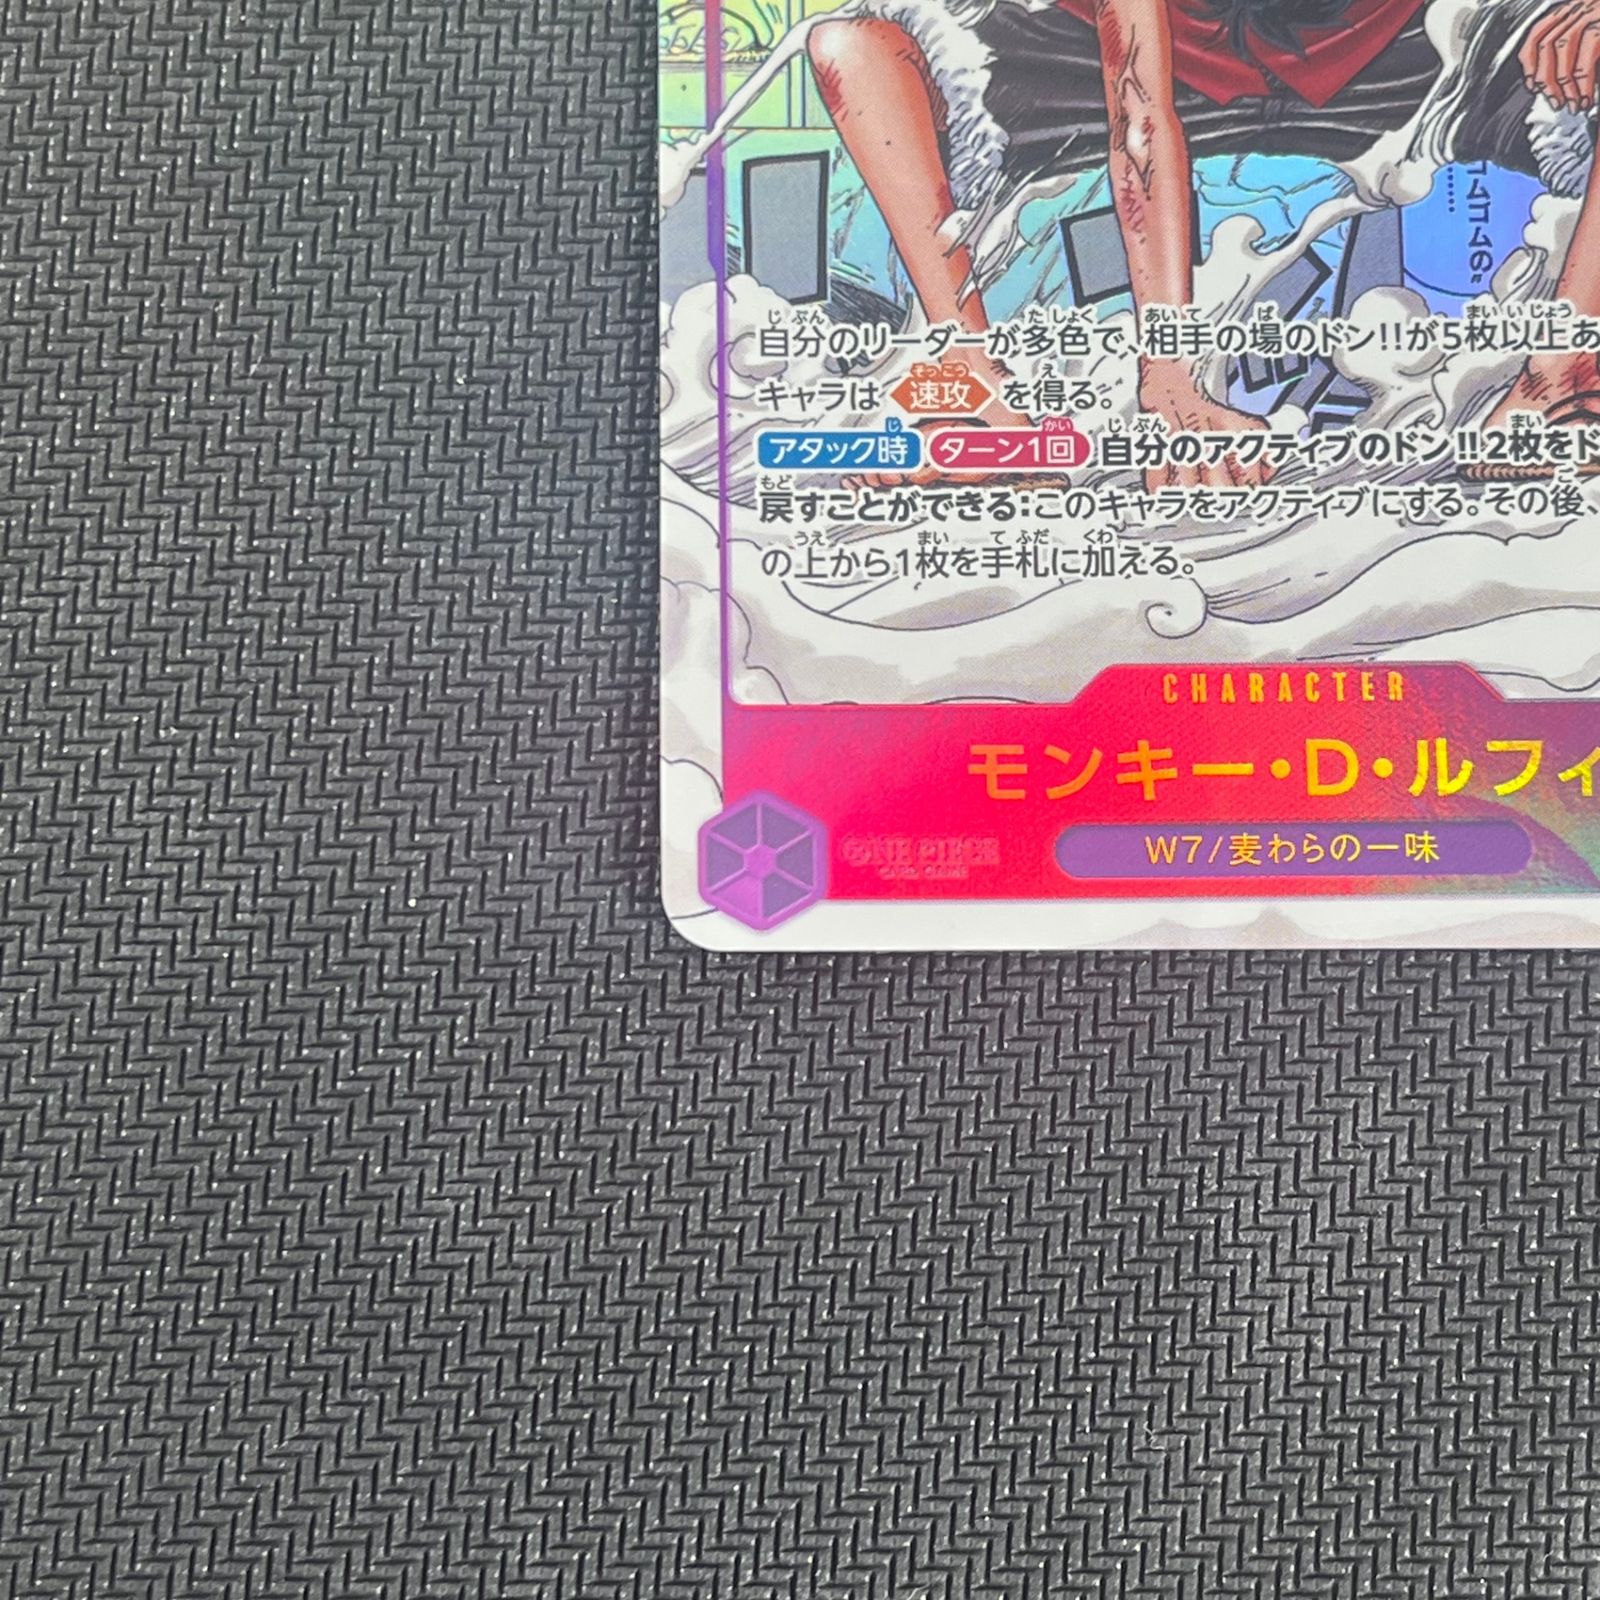 ゴムゴムの"
……
自分のリーダーが多色で、相手の場のドン!!が5枚以上あ
キャラは 速攻 を得る。
アタック時 ターン1回 自分のアクティブのドン!!2枚をド
戻すことができる:このキャラをアクティブにする。その後、
の上から1枚を手札に加える。
CHARACTER
モンキー・D・ルフィ
ONE PIECE
CARD GAME
W7/麦わらの一味